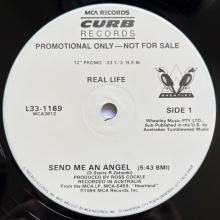 MCA RECORDS
CURB
RECORDS
PROMOTIONAL ONLY—NOT FOR SALE
12" PROMO 33 1/3 R.P.M.
REAL LIFE
L33-1169
MCA3812
Wheatley Music PTY LTD./
Sub-Published in the U.S. by
Australian Tumbleweed Music
SIDE 1
SEND ME AN ANGEL (5:43 BMI)
(D.Sterry-R.Zatorski)
PRODUCED BY ROSS COCKLE
RECORDED IN AUSTRALIA
From the MCA LP, MCA-5459, "Heartland"
℗1984 MCA Records, Inc.